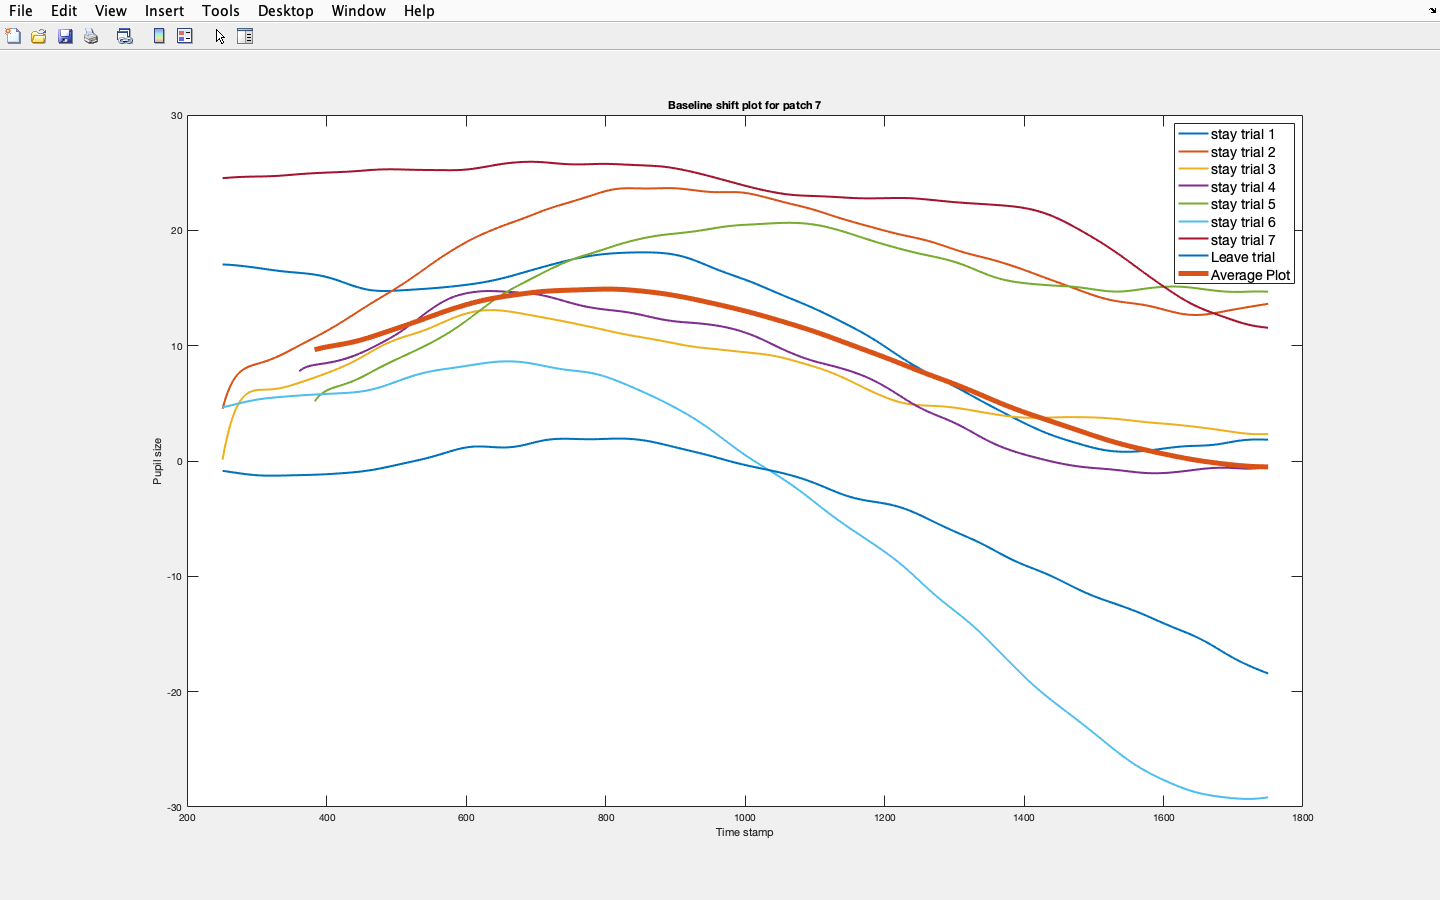 File Edit View Insert Tools Desktop Window Help
Baseline shift plot for patch 7
30
20
10
0
-10
-20
-30
Pupil size
stay trial 1
stay trial 2
stay trial 3
stay trial 4
stay trial 5
stay trial 6
stay trial 7
Leave trial
Average Plot
200 400 600 800 1000 1200 1400 1600 1800
Time stamp